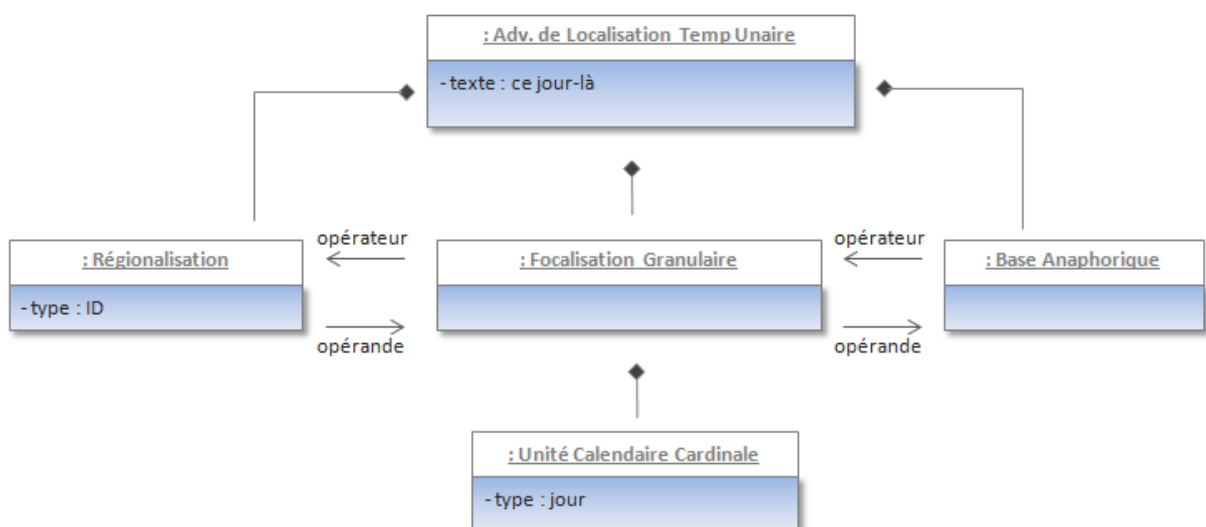 : Adv. de Localisation Temp Unaire
- texte : ce jour-là
opérateur
opérateur
: Régionalisation
: Focalisation Granulaire
: Base Anaphorique
- type : ID
opérande
opérande
: Unité Calendaire Cardinale
- type : jour